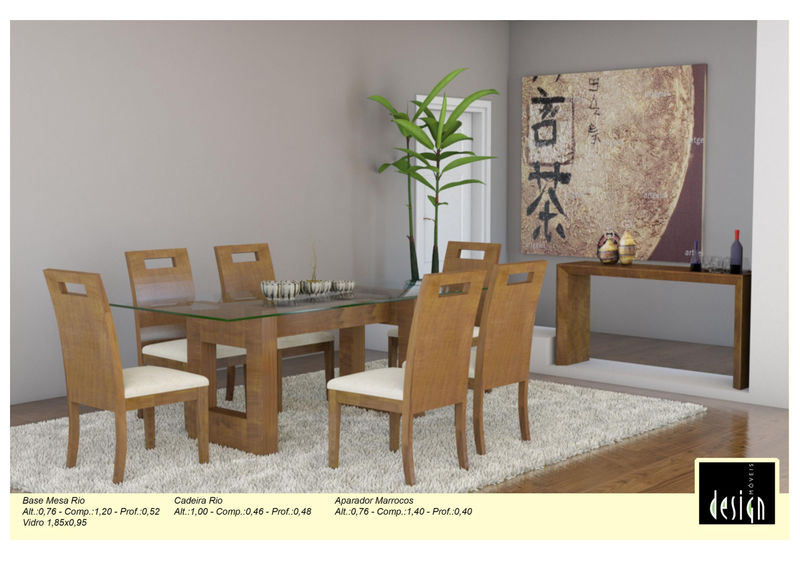 茶
artgeist
Base Mesa Rio
Alt.:0,76 - Comp.:1,20 - Prof.:0,52
Vidro 1,85x0,95
Cadeira Rio
Alt.:1,00 - Comp.:0,46 - Prof.:0,48
Aparador Marrocos
Alt.:0,76 - Comp.:1,40 - Prof.:0,40
design
MÓVEIS